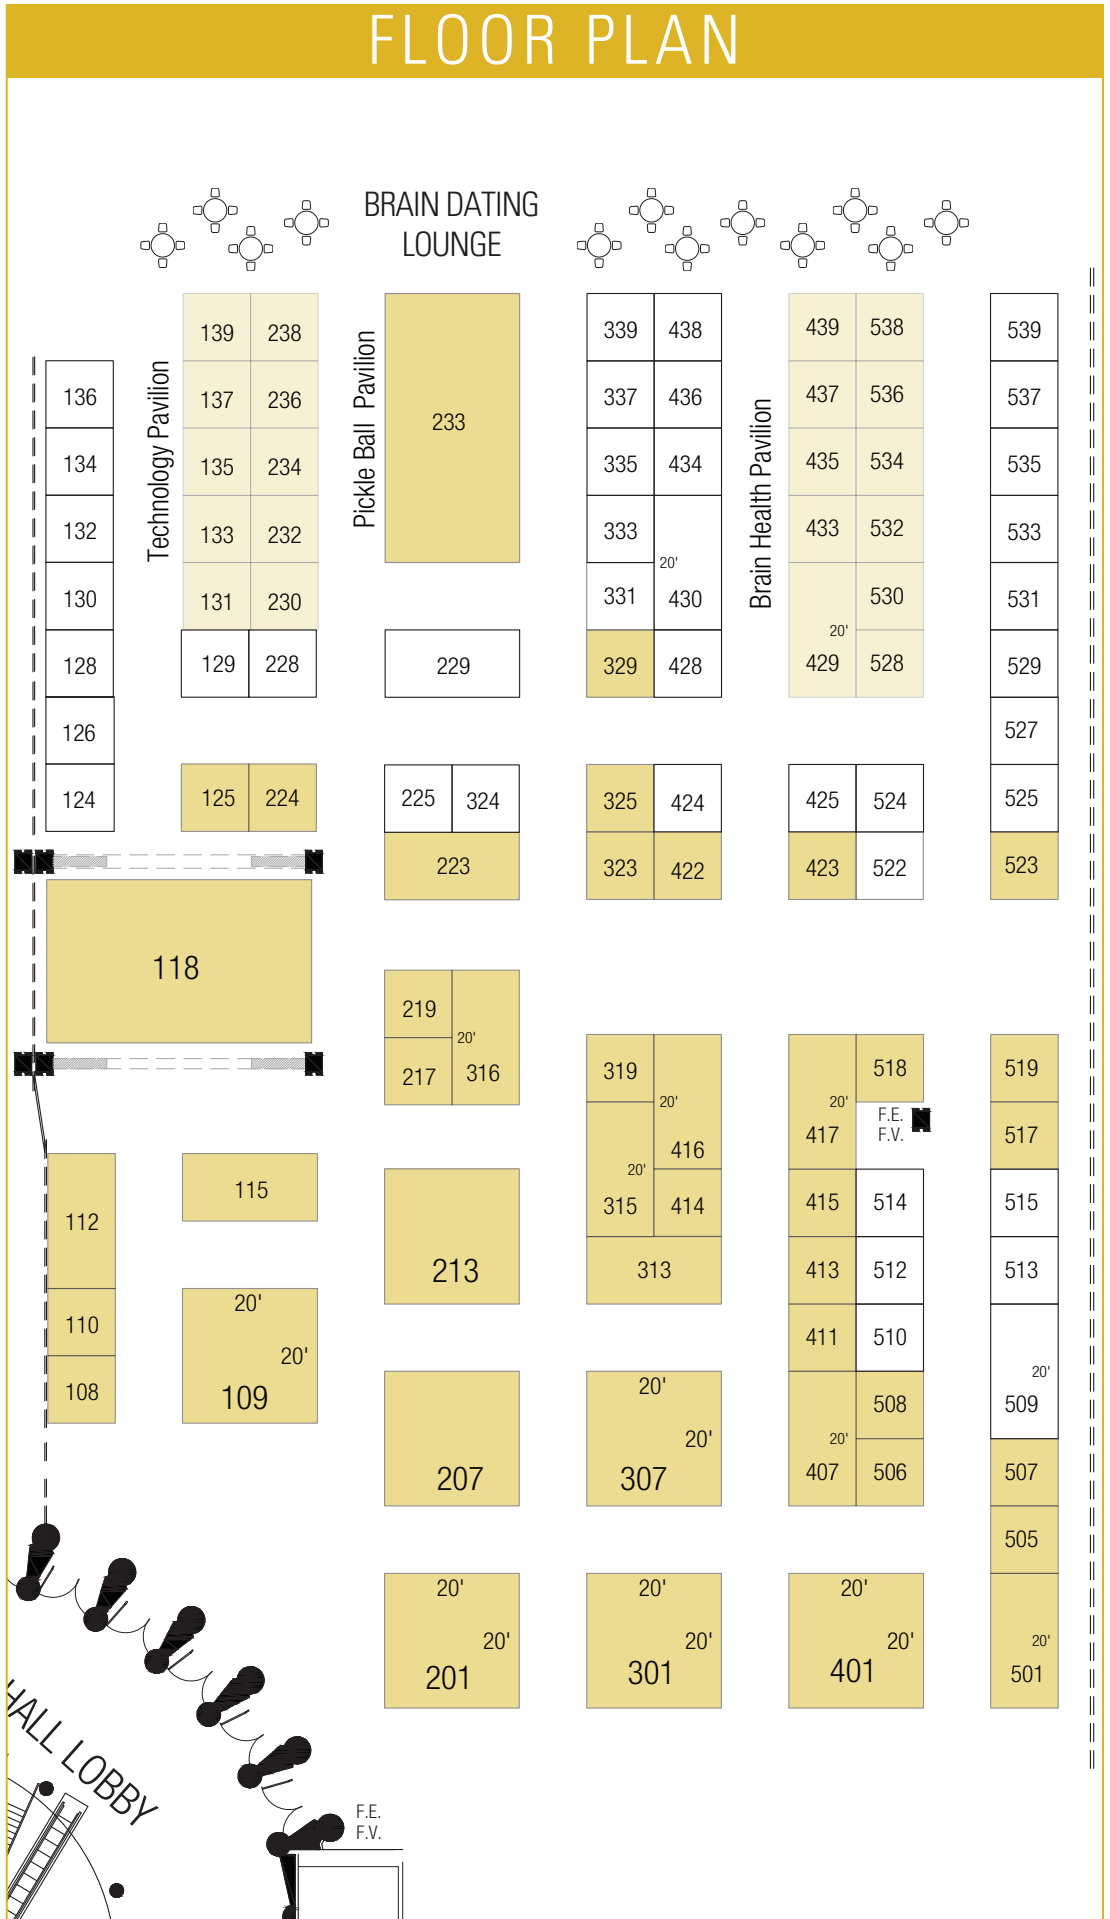 FLOOR PLAN
BRAIN DATING
LOUNGE
Technology Pavilion
Pickle Ball Pavilion
Brain Health Pavilion
139 238 339 438 439 538 539
136 137 236 233 337 436 437 536 537
134 135 234 335 434 435 534 535
132 133 232 333 20' 433 532 533
130 131 230 331 430 530 531
128 129 228 229 329 428 20' 429 528 529
126 527
124 125 224 225 324 325 424 425 524 525
223 323 422 423 522 523
118
219 20'
217 316
319 20' 416 20' 417 518 519
F.E.
F.V.
517
112 115 213 20' 315 414 415 514 515
313 413 512 513
110 20' 20' 109 411 510 20' 509
108 207 20' 20' 307 20' 407 508
506 507
505
20' 20' 20'
20' 20' 20' 20'
201 301 401 501
HALL LOBBY
F.E.
F.V.